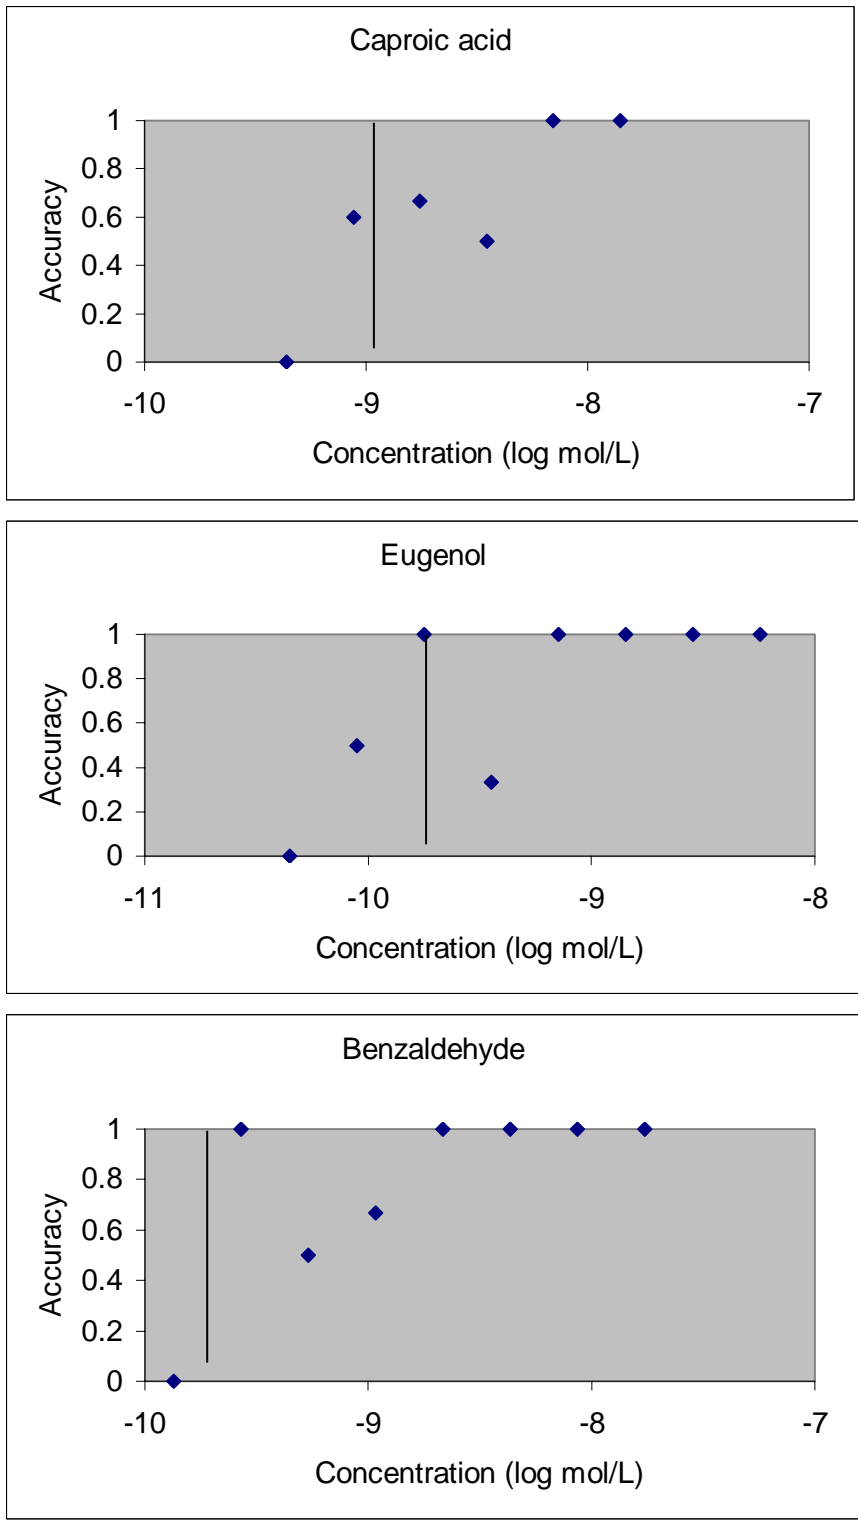 Caproic acid
1
0.8
0.6
0.4
0.2
0
Accuracy
-10 -9 -8 -7
Concentration (log mol/L)
Eugenol
1
0.8
0.6
0.4
0.2
0
Accuracy
-11 -10 -9 -8
Concentration (log mol/L)
Benzaldehyde
1
0.8
0.6
0.4
0.2
0
Accuracy
-10 -9 -8 -7
Concentration (log mol/L)